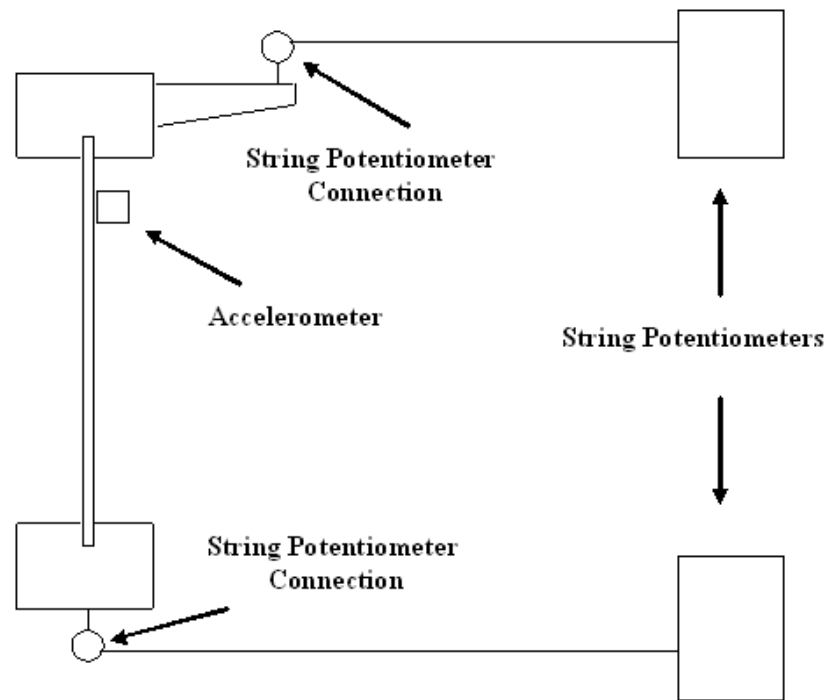 String Potentiometer
Connection
Accelerometer
String Potentiometers
String Potentiometer
Connection